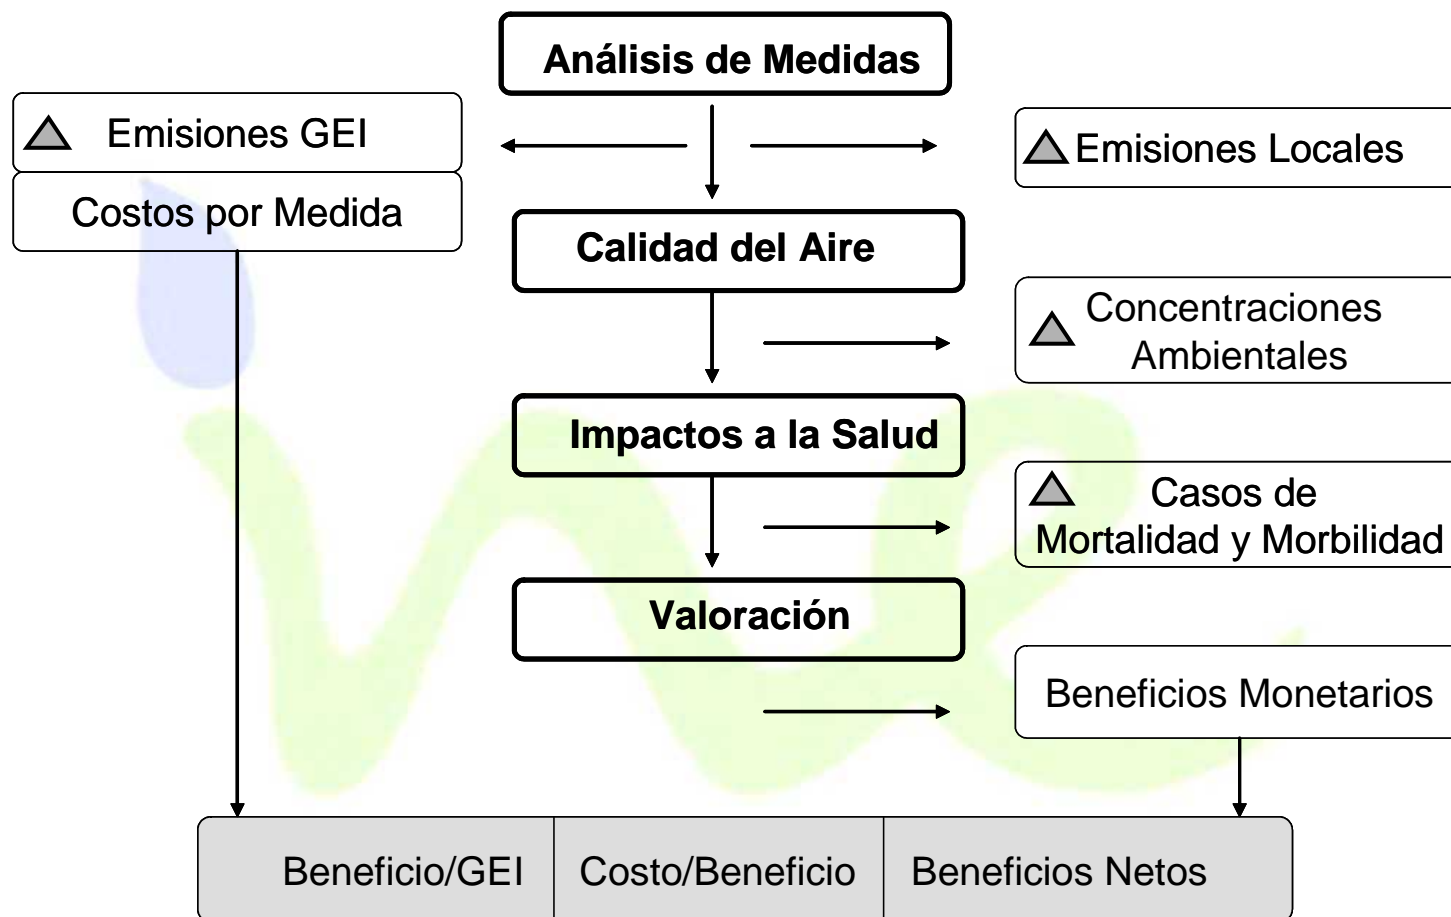 Análisis de Medidas
Emisiones GEI
Emisiones Locales
Costos por Medida
Calidad del Aire
Concentraciones
Ambientales
Impactos a la Salud
Casos de
Mortalidad y Morbilidad
Valoración
Beneficios Monetarios
Beneficio/GEI
Costo/Beneficio
Beneficios Netos
ine